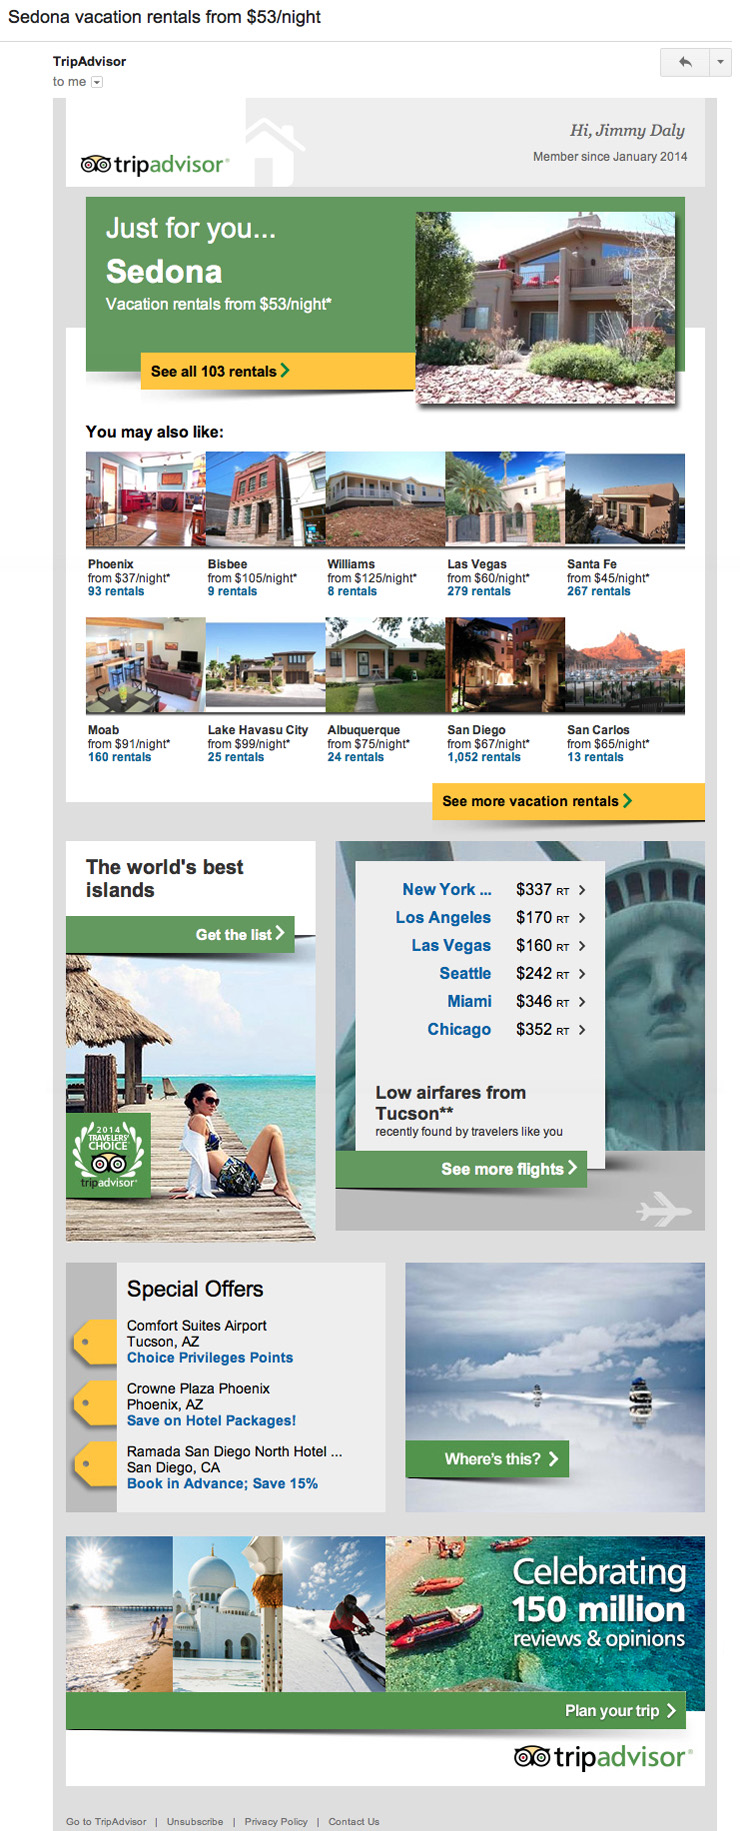 Sedona vacation rentals from $53/night
TripAdvisor
to me
tripadvisor®
Hi, Jimmy Daly
Member since January 2014
Just for you...
Sedona
Vacation rentals from $53/night*
See all 103 rentals
You may also like:
Phoenix
from $37/night*
93 rentals
Bisbee
from $105/night*
9 rentals
Williams
from $125/night*
8 rentals
Las Vegas
from $60/night*
279 rentals
Santa Fe
from $45/night*
267 rentals
Moab
from $91/night*
160 rentals
Lake Havasu City
from $99/night*
25 rentals
Albuquerque
from $75/night*
24 rentals
San Diego
from $67/night*
1,052 rentals
San Carlos
from $65/night*
13 rentals
See more vacation rentals
The world's best
islands
Get the list
2014
TRAVELERS'
CHOICE
tripadvisor®
New York ... $337 RT
Los Angeles $170 RT
Las Vegas $160 RT
Seattle $242 RT
Miami $346 RT
Chicago $352 RT
Low airfares from
Tucson**
recently found by travelers like you
See more flights
Special Offers
Comfort Suites Airport
Tucson, AZ
Choice Privileges Points
Crowne Plaza Phoenix
Phoenix, AZ
Save on Hotel Packages!
Ramada San Diego North Hotel ...
San Diego, CA
Book in Advance; Save 15%
Where's this?
Celebrating
150 million
reviews & opinions
Plan your trip
tripadvisor®
Go to TripAdvisor | Unsubscribe | Privacy Policy | Contact Us